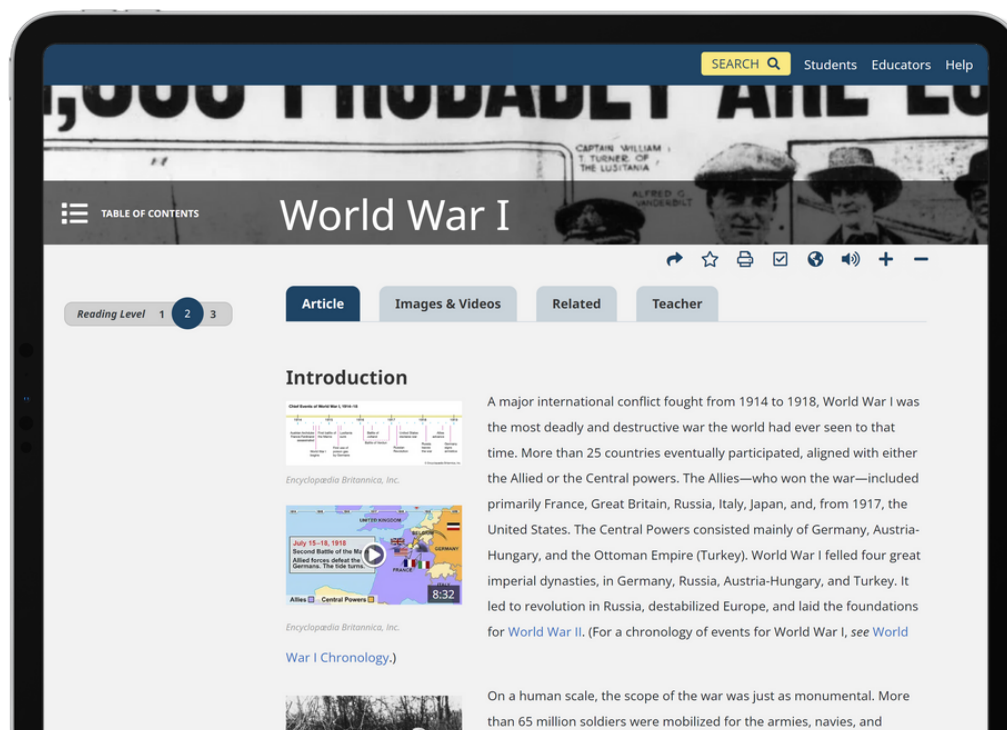 SEARCH Students Educators Help
PROBABLY ARE
CAPTAIN WILLIAM
T. TURNER OF
THE LUSITANIA
ALFRED G.
VANDERBILT
TABLE OF CONTENTS
World War I
Reading Level 1 2 3
Article Images & Videos Related Teacher
Introduction
Chief Events of World War I, 1914–18
Encyclopædia Britannica, Inc.
UNITED KINGDOM
BELGIUM
July 15–18, 1918
Second Battle of the
GERMANY
Allied forces defeat the
Germans. The tide turns.
FRANCE
Allies Central Powers
8:32
Encyclopædia Britannica, Inc.
A major international conflict fought from 1914 to 1918, World War I was
the most deadly and destructive war the world had ever seen to that
time. More than 25 countries eventually participated, aligned with either
the Allied or the Central powers. The Allies—who won the war—included
primarily France, Great Britain, Russia, Italy, Japan, and, from 1917, the
United States. The Central Powers consisted mainly of Germany, Austria-
Hungary, and the Ottoman Empire (Turkey). World War I felled four great
imperial dynasties, in Germany, Russia, Austria-Hungary, and Turkey. It
led to revolution in Russia, destabilized Europe, and laid the foundations
for World War II. (For a chronology of events for World War I, see World
War I Chronology.)
On a human scale, the scope of the war was just as monumental. More
than 65 million soldiers were mobilized for the armies, navies, and